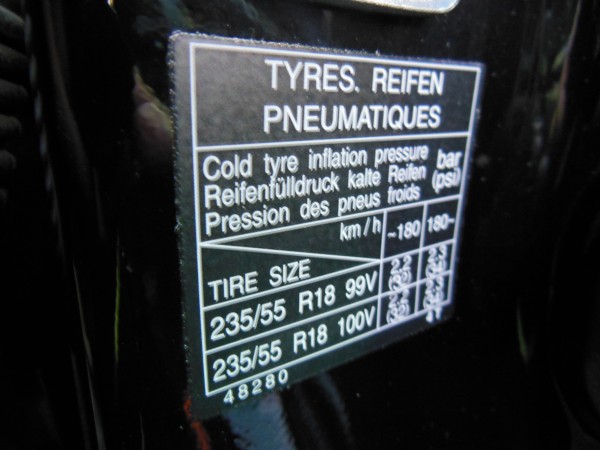 TYRES. REIFEN
PNEUMATIQUES
Cold tyre inflation pressure bar
Reifenfülldruck kalte Reifen (psi)
Pression des pneus froids
km/h ~180 180~
TIRE SIZE
235/55 R18 99V
235/55 R18 100V
48280 4T